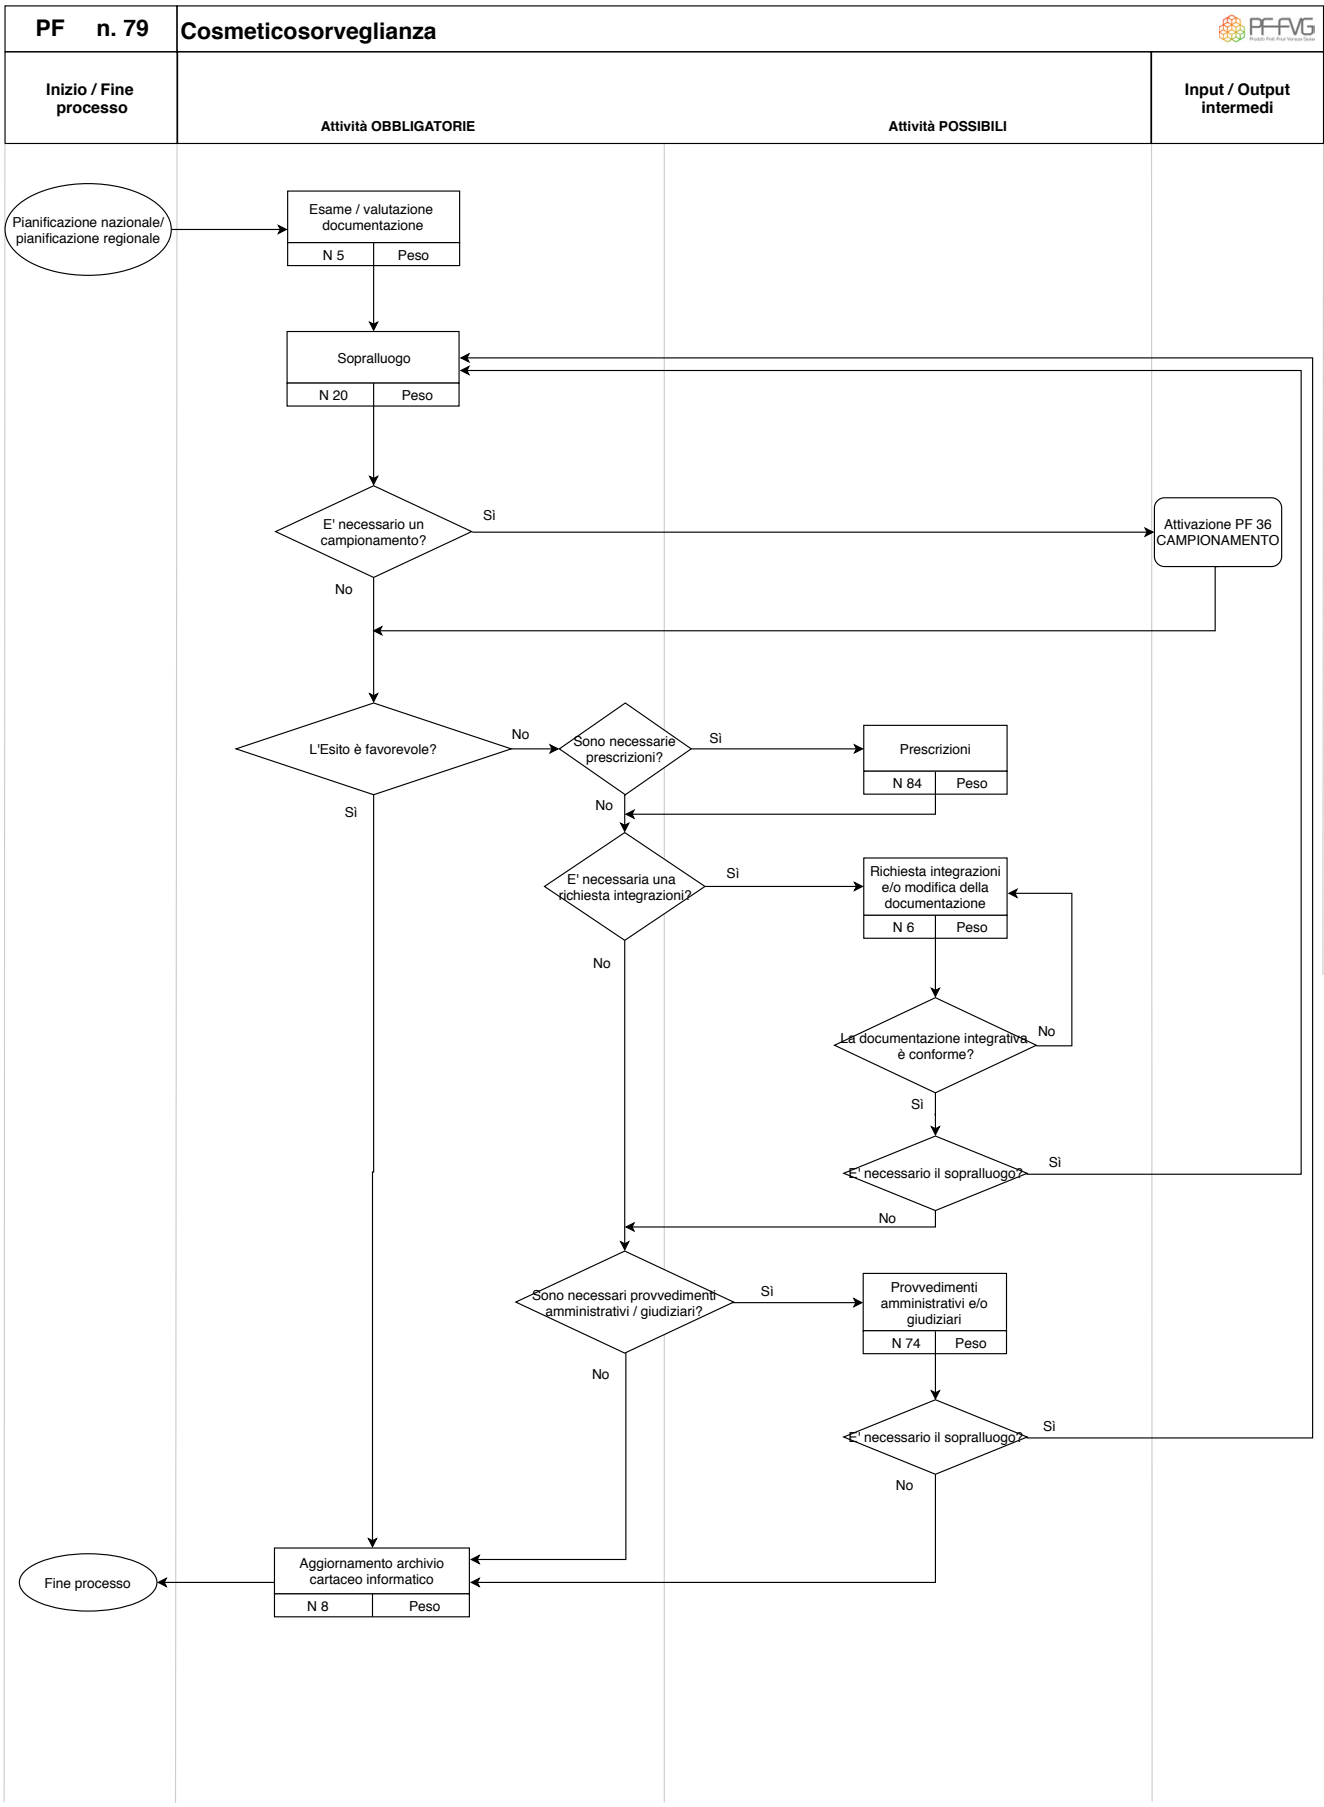 PF n. 79
Cosmeticosorveglianza
PF-FVG
Inizio / Fine
processo
Attività OBBLIGATORIE
Attività POSSIBILI
Input / Output
intermedi
Pianificazione nazionale/
pianificazione regionale
Esame / valutazione
documentazione
N 5
Peso
Sopralluogo
N 20
Peso
E' necessario un
campionamento?
Sì
No
Attivazione PF 36
CAMPIONAMENTO
L'Esito è favorevole?
No
Sì
Sono necessarie
prescrizioni?
Sì
No
Prescrizioni
N 84
Peso
E' necessaria una
richiesta integrazioni?
Sì
No
Richiesta integrazioni
e/o modifica della
documentazione
N 6
Peso
La documentazione integrativa
è conforme?
No
Sì
E' necessario il sopralluogo?
Sì
No
Sono necessari provvedimenti
amministrativi / giudiziari?
Sì
No
Provvedimenti
amministrativi e/o
giudiziari
N 74
Peso
E' necessario il sopralluogo?
Sì
No
Aggiornamento archivio
cartaceo informatico
N 8
Peso
Fine processo